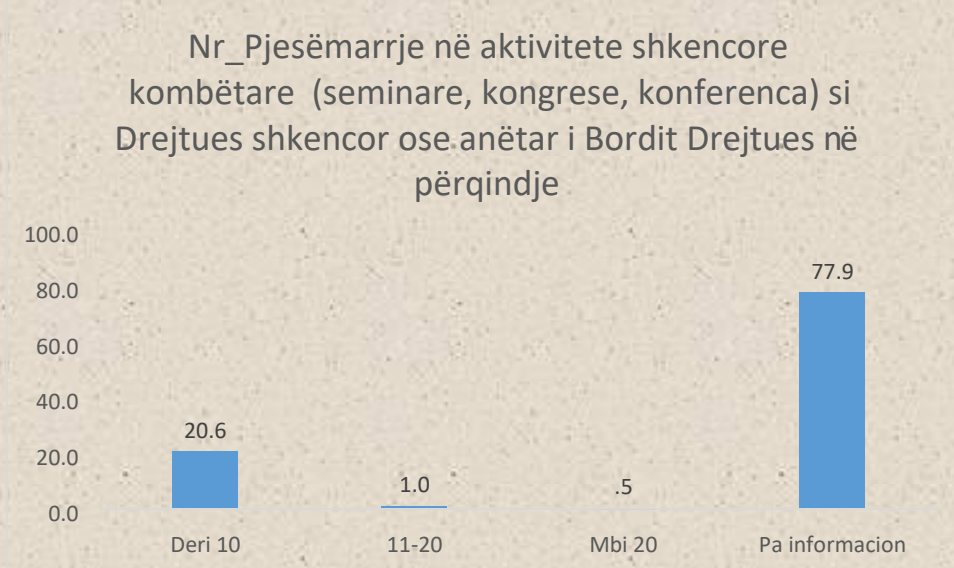 Nr_Pjesëmarrje në aktivitete shkencore
kombëtare (seminare, kongrese, konferenca) si
Drejtues shkencor ose anëtar i Bordit Drejtues në
përqindje
100.0
80.0
60.0
40.0
20.0
0.0
20.6
1.0
.5
77.9
Deri 10
11-20
Mbi 20
Pa informacion